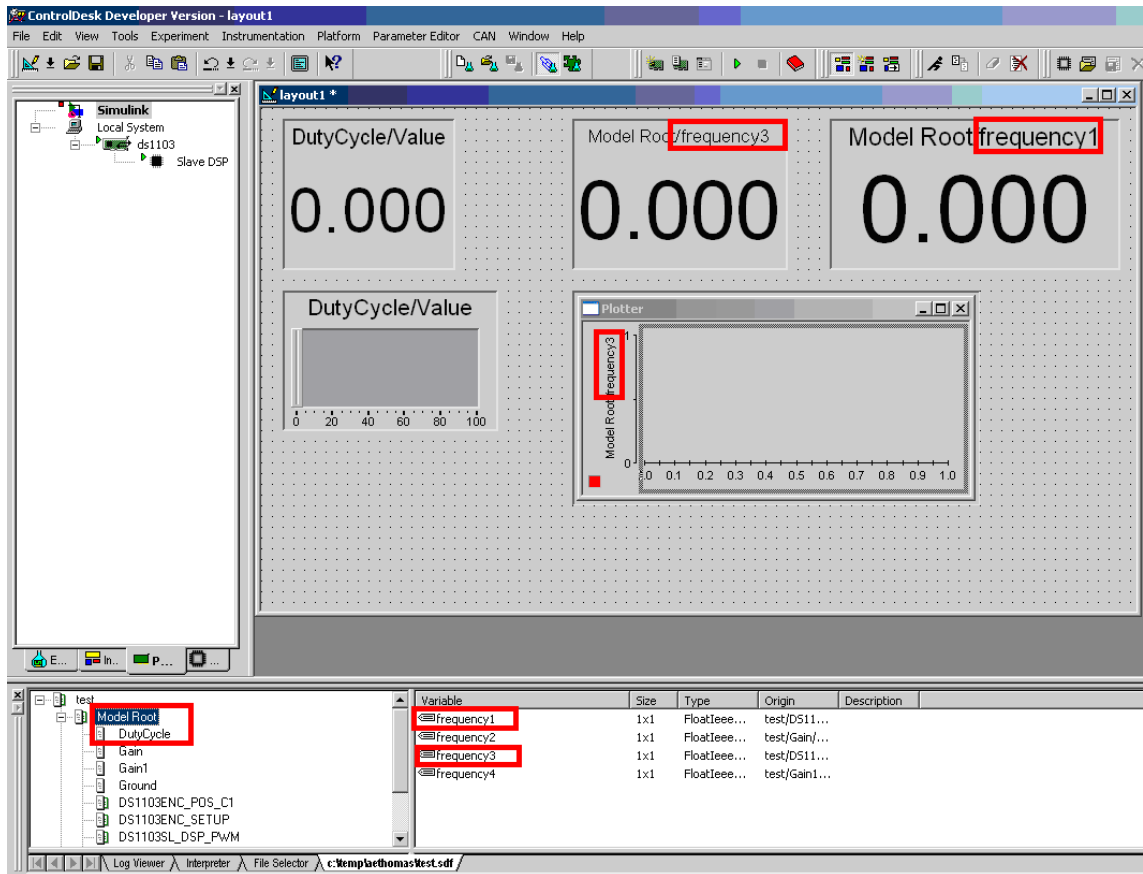 ControlDesk Developer Version - layout1
File Edit View Tools Experiment Instrumentation Platform Parameter Editor CAN Window Help
Simulink
Local System
ds1103
Slave DSP
E... In.. P... ...
layout1 *
DutyCycle/Value
0.000
Model Root/frequency3
0.000
Model Root/frequency1
0.000
DutyCycle/Value
0 20 40 60 80 100
Plotter
Model Root/frequency3
1
0
.0 0.1 0.2 0.3 0.4 0.5 0.6 0.7 0.8 0.9 1.0
test
Model Root
DutyCycle
Gain
Gain1
Ground
DS1103ENC_POS_C1
DS1103ENC_SETUP
DS1103SL_DSP_PWM
Variable Size Type Origin Description
frequency1 1x1 FloatIeee... test/DS11...
frequency2 1x1 FloatIeee... test/Gain/...
frequency3 1x1 FloatIeee... test/DS11...
frequency4 1x1 FloatIeee... test/Gain1...
Log Viewer Interpreter File Selector c:\temp\aethomas\test.sdf